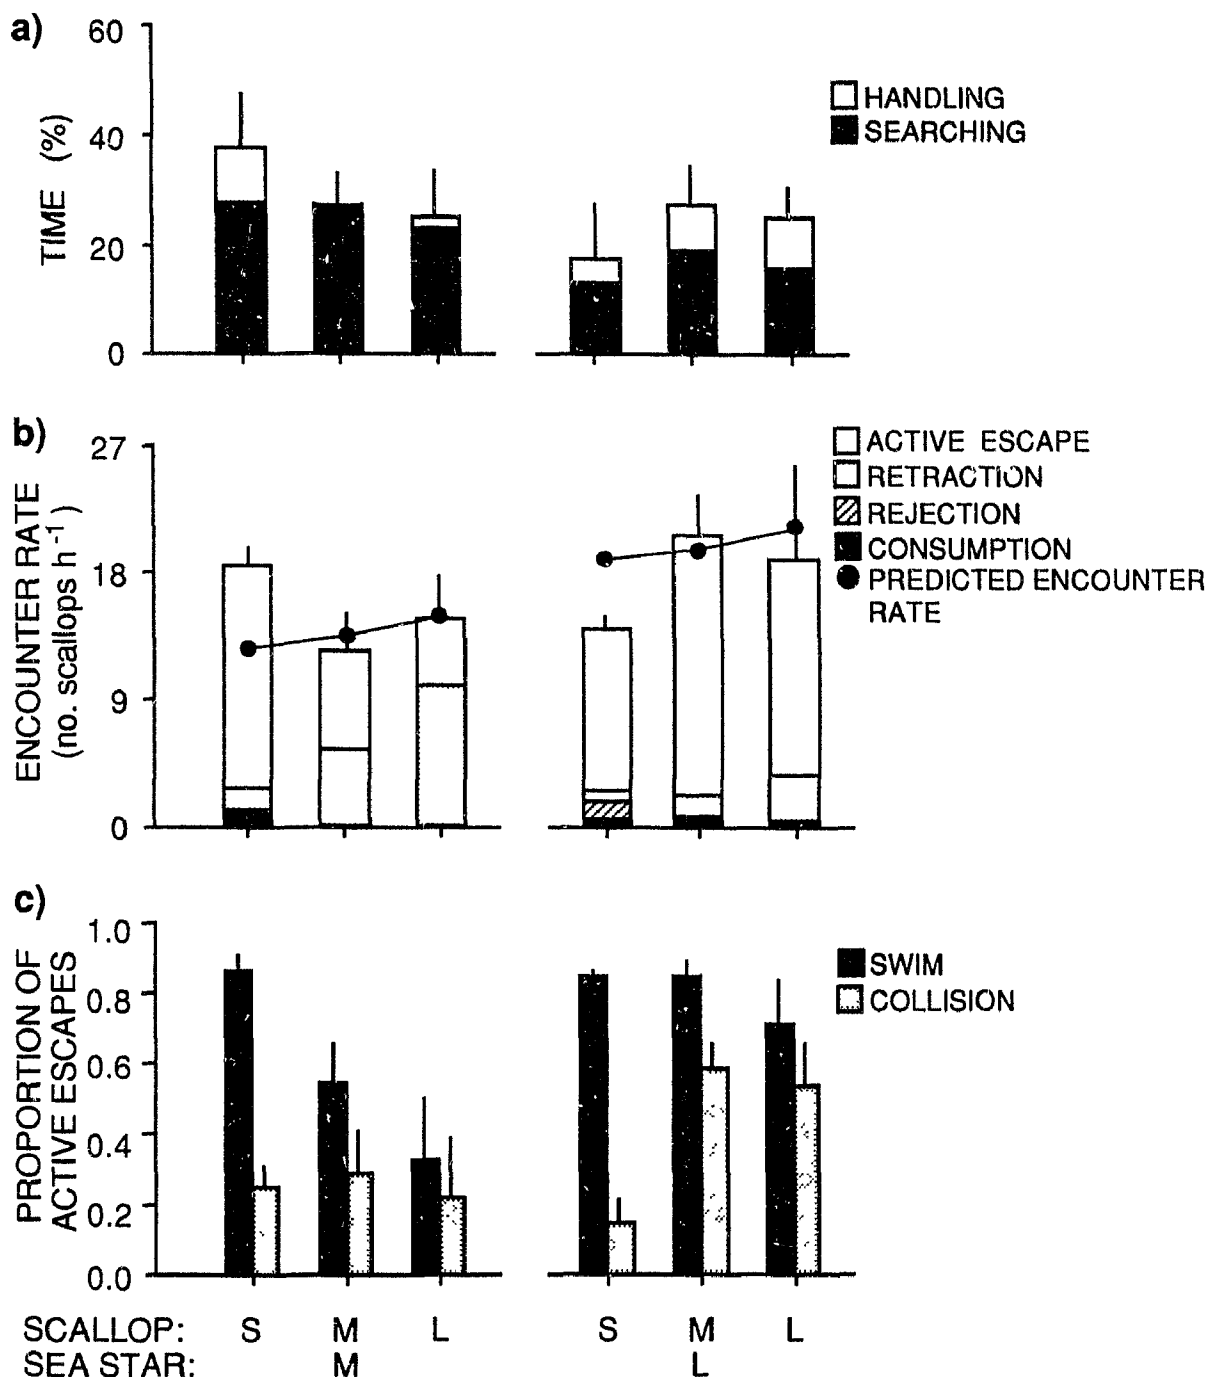 a)
60
40
20
0
TIME (%)
HANDLING
SEARCHING
b)
27
18
9
0
ENCOUNTER RATE
(no. scallops h⁻¹)
ACTIVE ESCAPE
RETRACTION
REJECTION
CONSUMPTION
PREDICTED ENCOUNTER
RATE
c)
1.0
0.8
0.6
0.4
0.2
0.0
PROPORTION OF
ACTIVE ESCAPES
SWIM
COLLISION
SCALLOP: S M L S M L
SEA STAR: M L